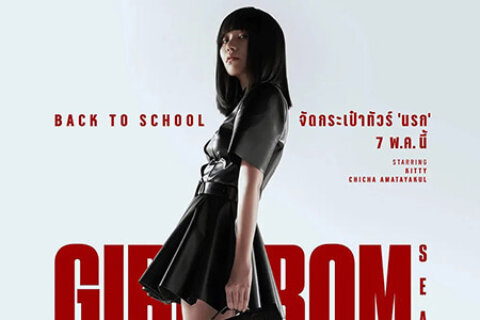 BACK TO SCHOOL
จัดกระเป๋าทัวร์ 'นรก'
7 พ.ค. นี้
STARRING
KITTY
CHICHA AMATAYAKUL